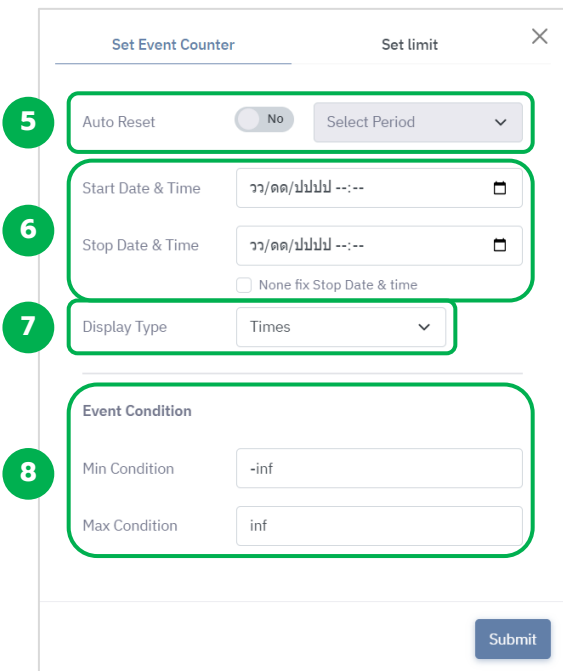 Set Event Counter Set limit
5 Auto Reset No Select Period
6
Start Date & Time วว/ดด/ปปปป --:--
Stop Date & Time วว/ดด/ปปปป --:--
None fix Stop Date & time
7 Display Type Times
Event Condition
8 Min Condition -inf
Max Condition inf
Submit